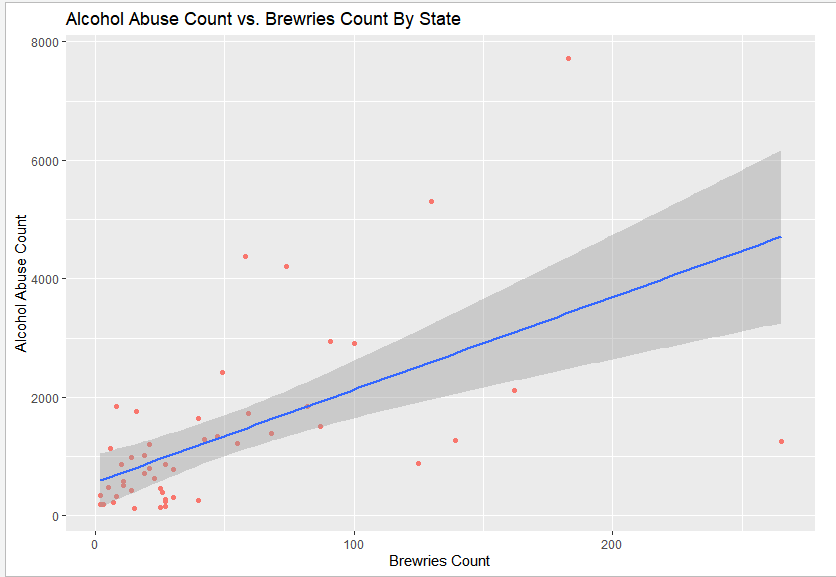 Alcohol Abuse Count vs. Brewries Count By State
8000
6000
4000
2000
0
Alcohol Abuse Count
0 100 200
Brewries Count